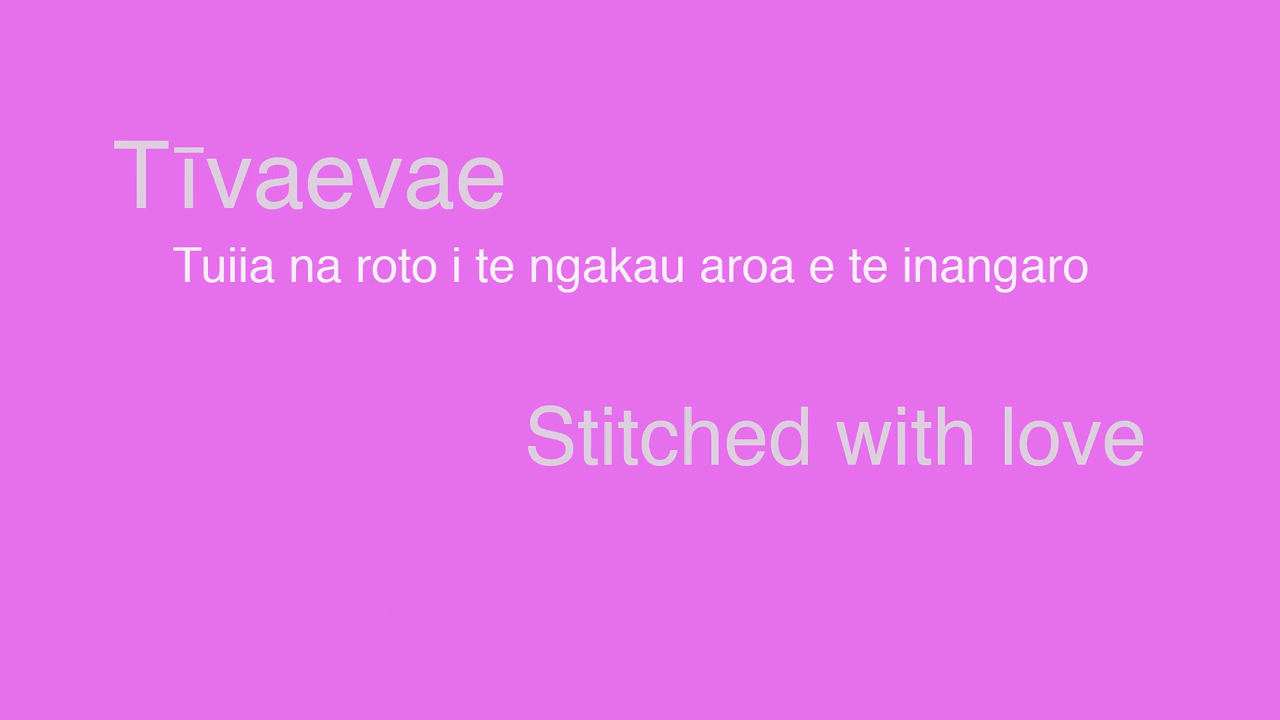 Tīvaevae
Tuiia na roto i te ngakau aroa e te inangaro
Stitched with love